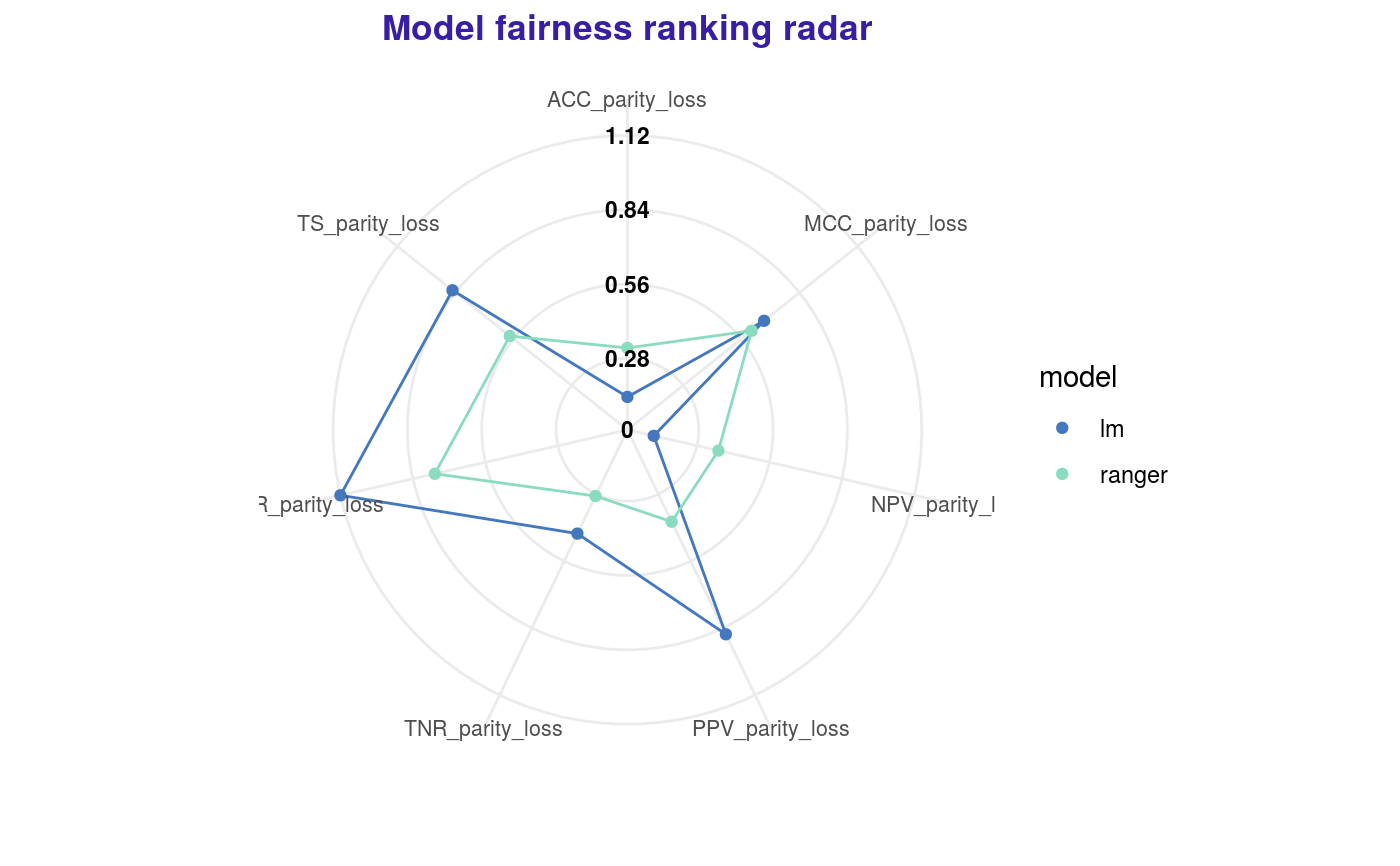 Model fairness ranking radar
ACC_parity_loss
1.12
0.84
TS_parity_loss
MCC_parity_loss
0.56
0.28
model
0
lm
ranger
R_parity_loss
NPV_parity_l
TNR_parity_loss
PPV_parity_loss